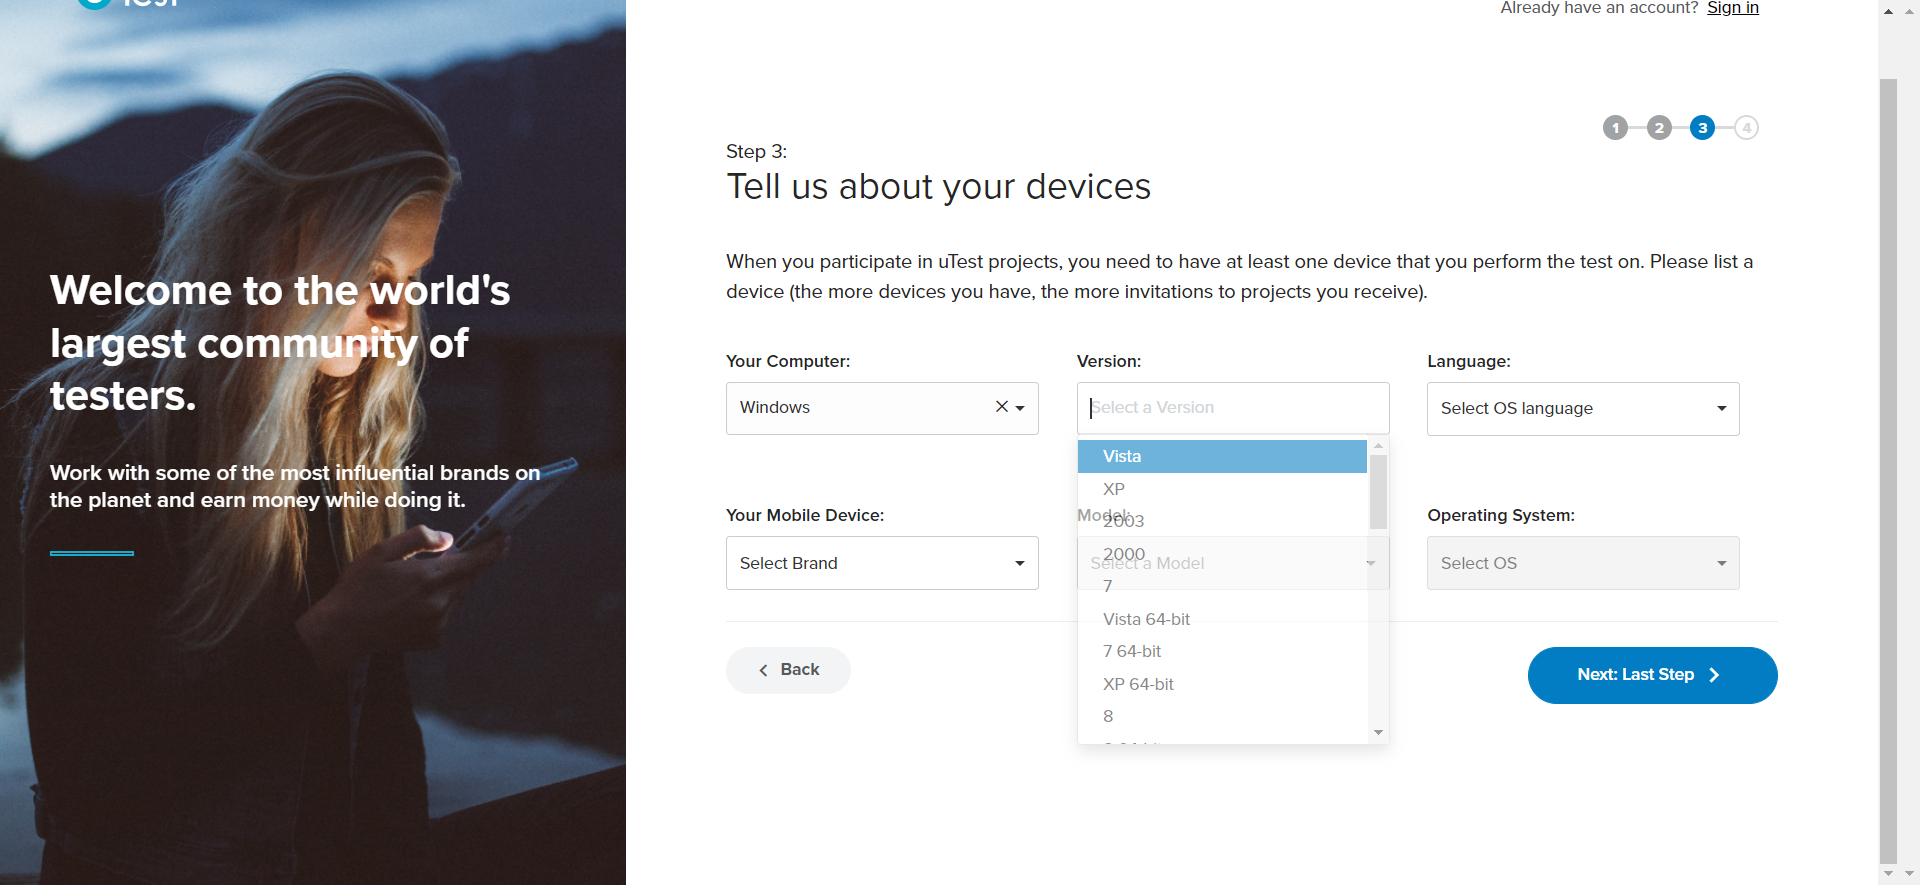 Already have an account? Sign in
1 2 3 4
Step 3:
Tell us about your devices
Welcome to the world's
largest community of
testers.
Work with some of the most influential brands on
the planet and earn money while doing it.
When you participate in uTest projects, you need to have at least one device that you perform the test on. Please list a
device (the more devices you have, the more invitations to projects you receive).
Your Computer:
Windows
Version:
Select a Version
Language:
Select OS language
Vista
XP
2003
2000
7
Vista 64-bit
7 64-bit
XP 64-bit
8
Your Mobile Device:
Select Brand
Model:
Select a Model
Operating System:
Select OS
Back
Next: Last Step